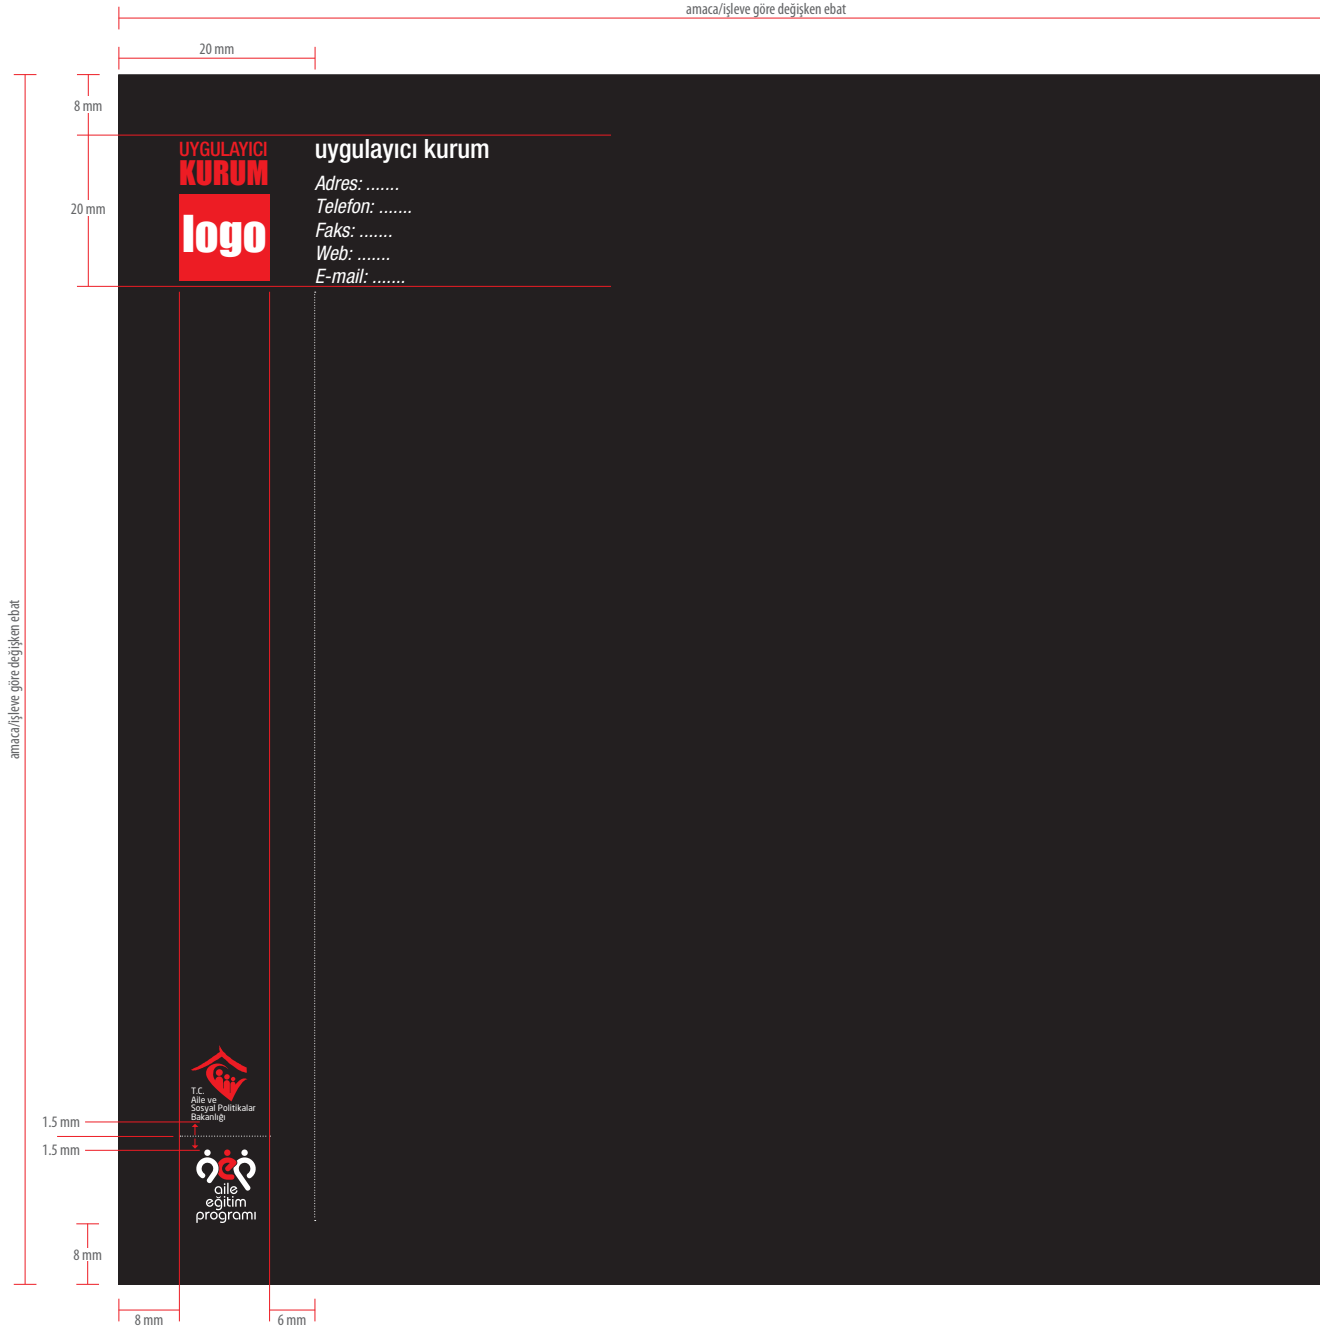 amaca/işleve göre değişken ebat
20 mm
8 mm
UYGULAYICI
KURUM
logo
20 mm
uygulayıcı kurum
Adres: .......
Telefon: .......
Faks: .......
Web: .......
E-mail: .......
amaca/işleve göre değişken ebat
T.C.
Aile ve
Sosyal Politikalar
Bakanlığı
1.5 mm
1.5 mm
aep
aile
eğitim
programı
8 mm
8 mm
6 mm